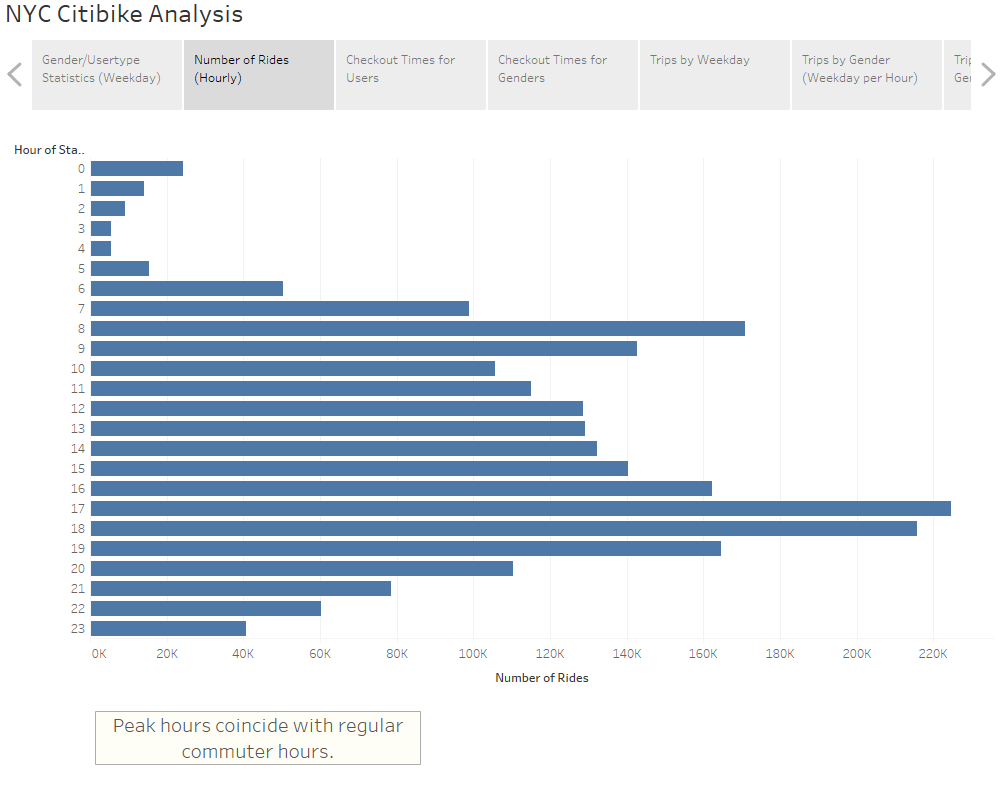 NYC Citibike Analysis
Gender/Usertype
Statistics (Weekday)
Number of Rides
(Hourly)
Checkout Times for
Users
Checkout Times for
Genders
Trips by Weekday
Trips by Gender
(Weekday per Hour)
Hour of Sta..
0
1
2
3
4
5
6
7
8
9
10
11
12
13
14
15
16
17
18
19
20
21
22
23
0K 20K 40K 60K 80K 100K 120K 140K 160K 180K 200K 220K
Number of Rides
Peak hours coincide with regular
commuter hours.